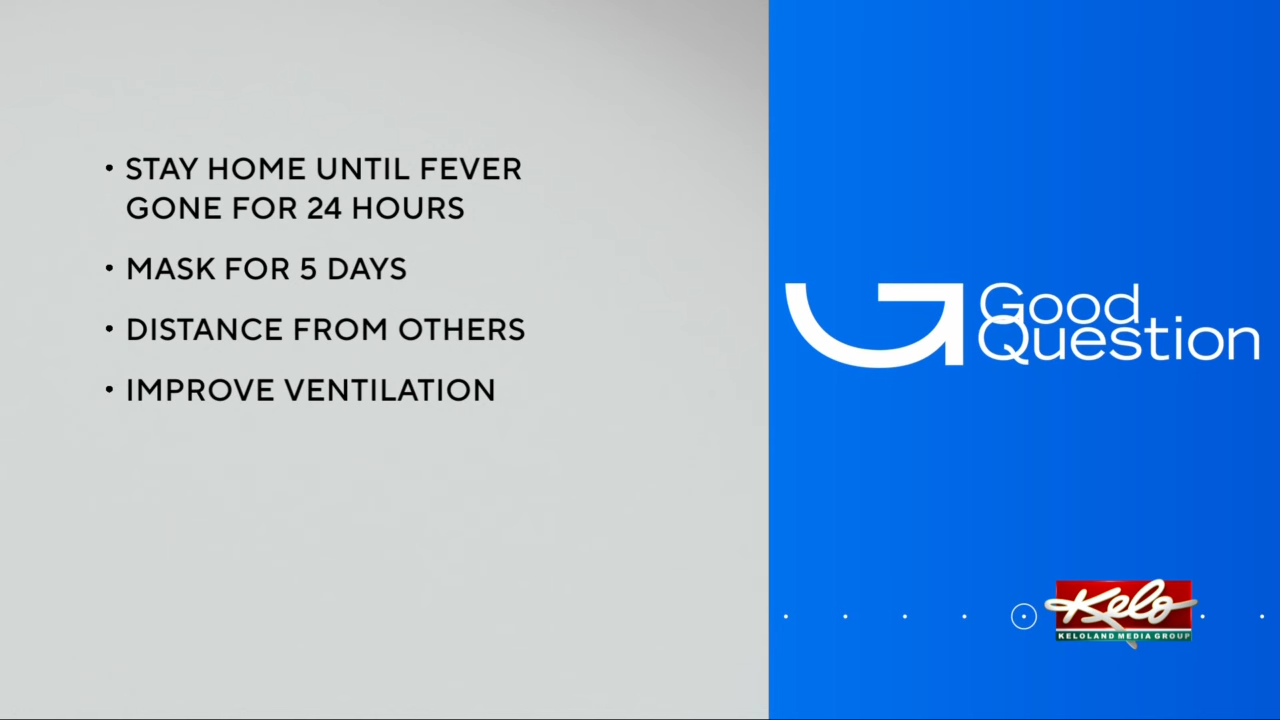 • STAY HOME UNTIL FEVER
GONE FOR 24 HOURS
• MASK FOR 5 DAYS
• DISTANCE FROM OTHERS
• IMPROVE VENTILATION
Good
Question
Kelo
KELOLAND MEDIA GROUP